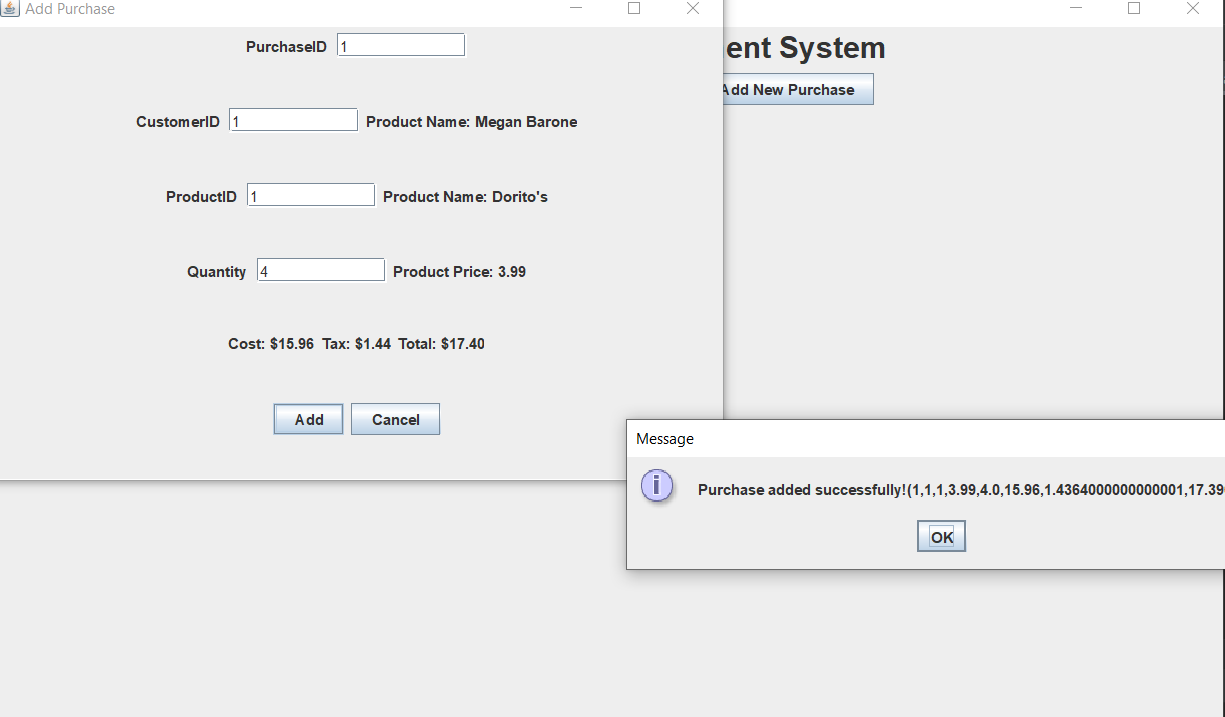 Add Purchase
ent System
PurchaseID 1
Add New Purchase
CustomerID 1 Product Name: Megan Barone
ProductID 1 Product Name: Dorito's
Quantity 4 Product Price: 3.99
Cost: $15.96 Tax: $1.44 Total: $17.40
Add Cancel
Message
Purchase added successfully!(1,1,1,3.99,4.0,15.96,1.4364000000000001,17.39
OK